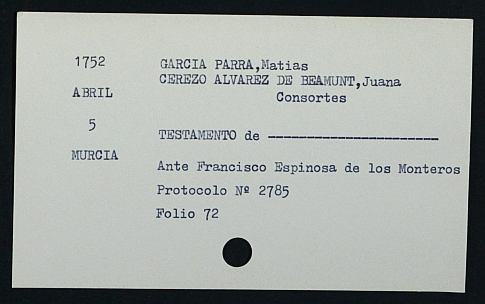 1752
GARCIA PARRA,Matias
CEREZO ALVAREZ DE BEAMUNT,Juana
ABRIL
Consortes
5
TESTAMENTO de -----------------------
MURCIA
Ante Francisco Espinosa de los Monteros
Protocolo Nº 2785
Folio 72